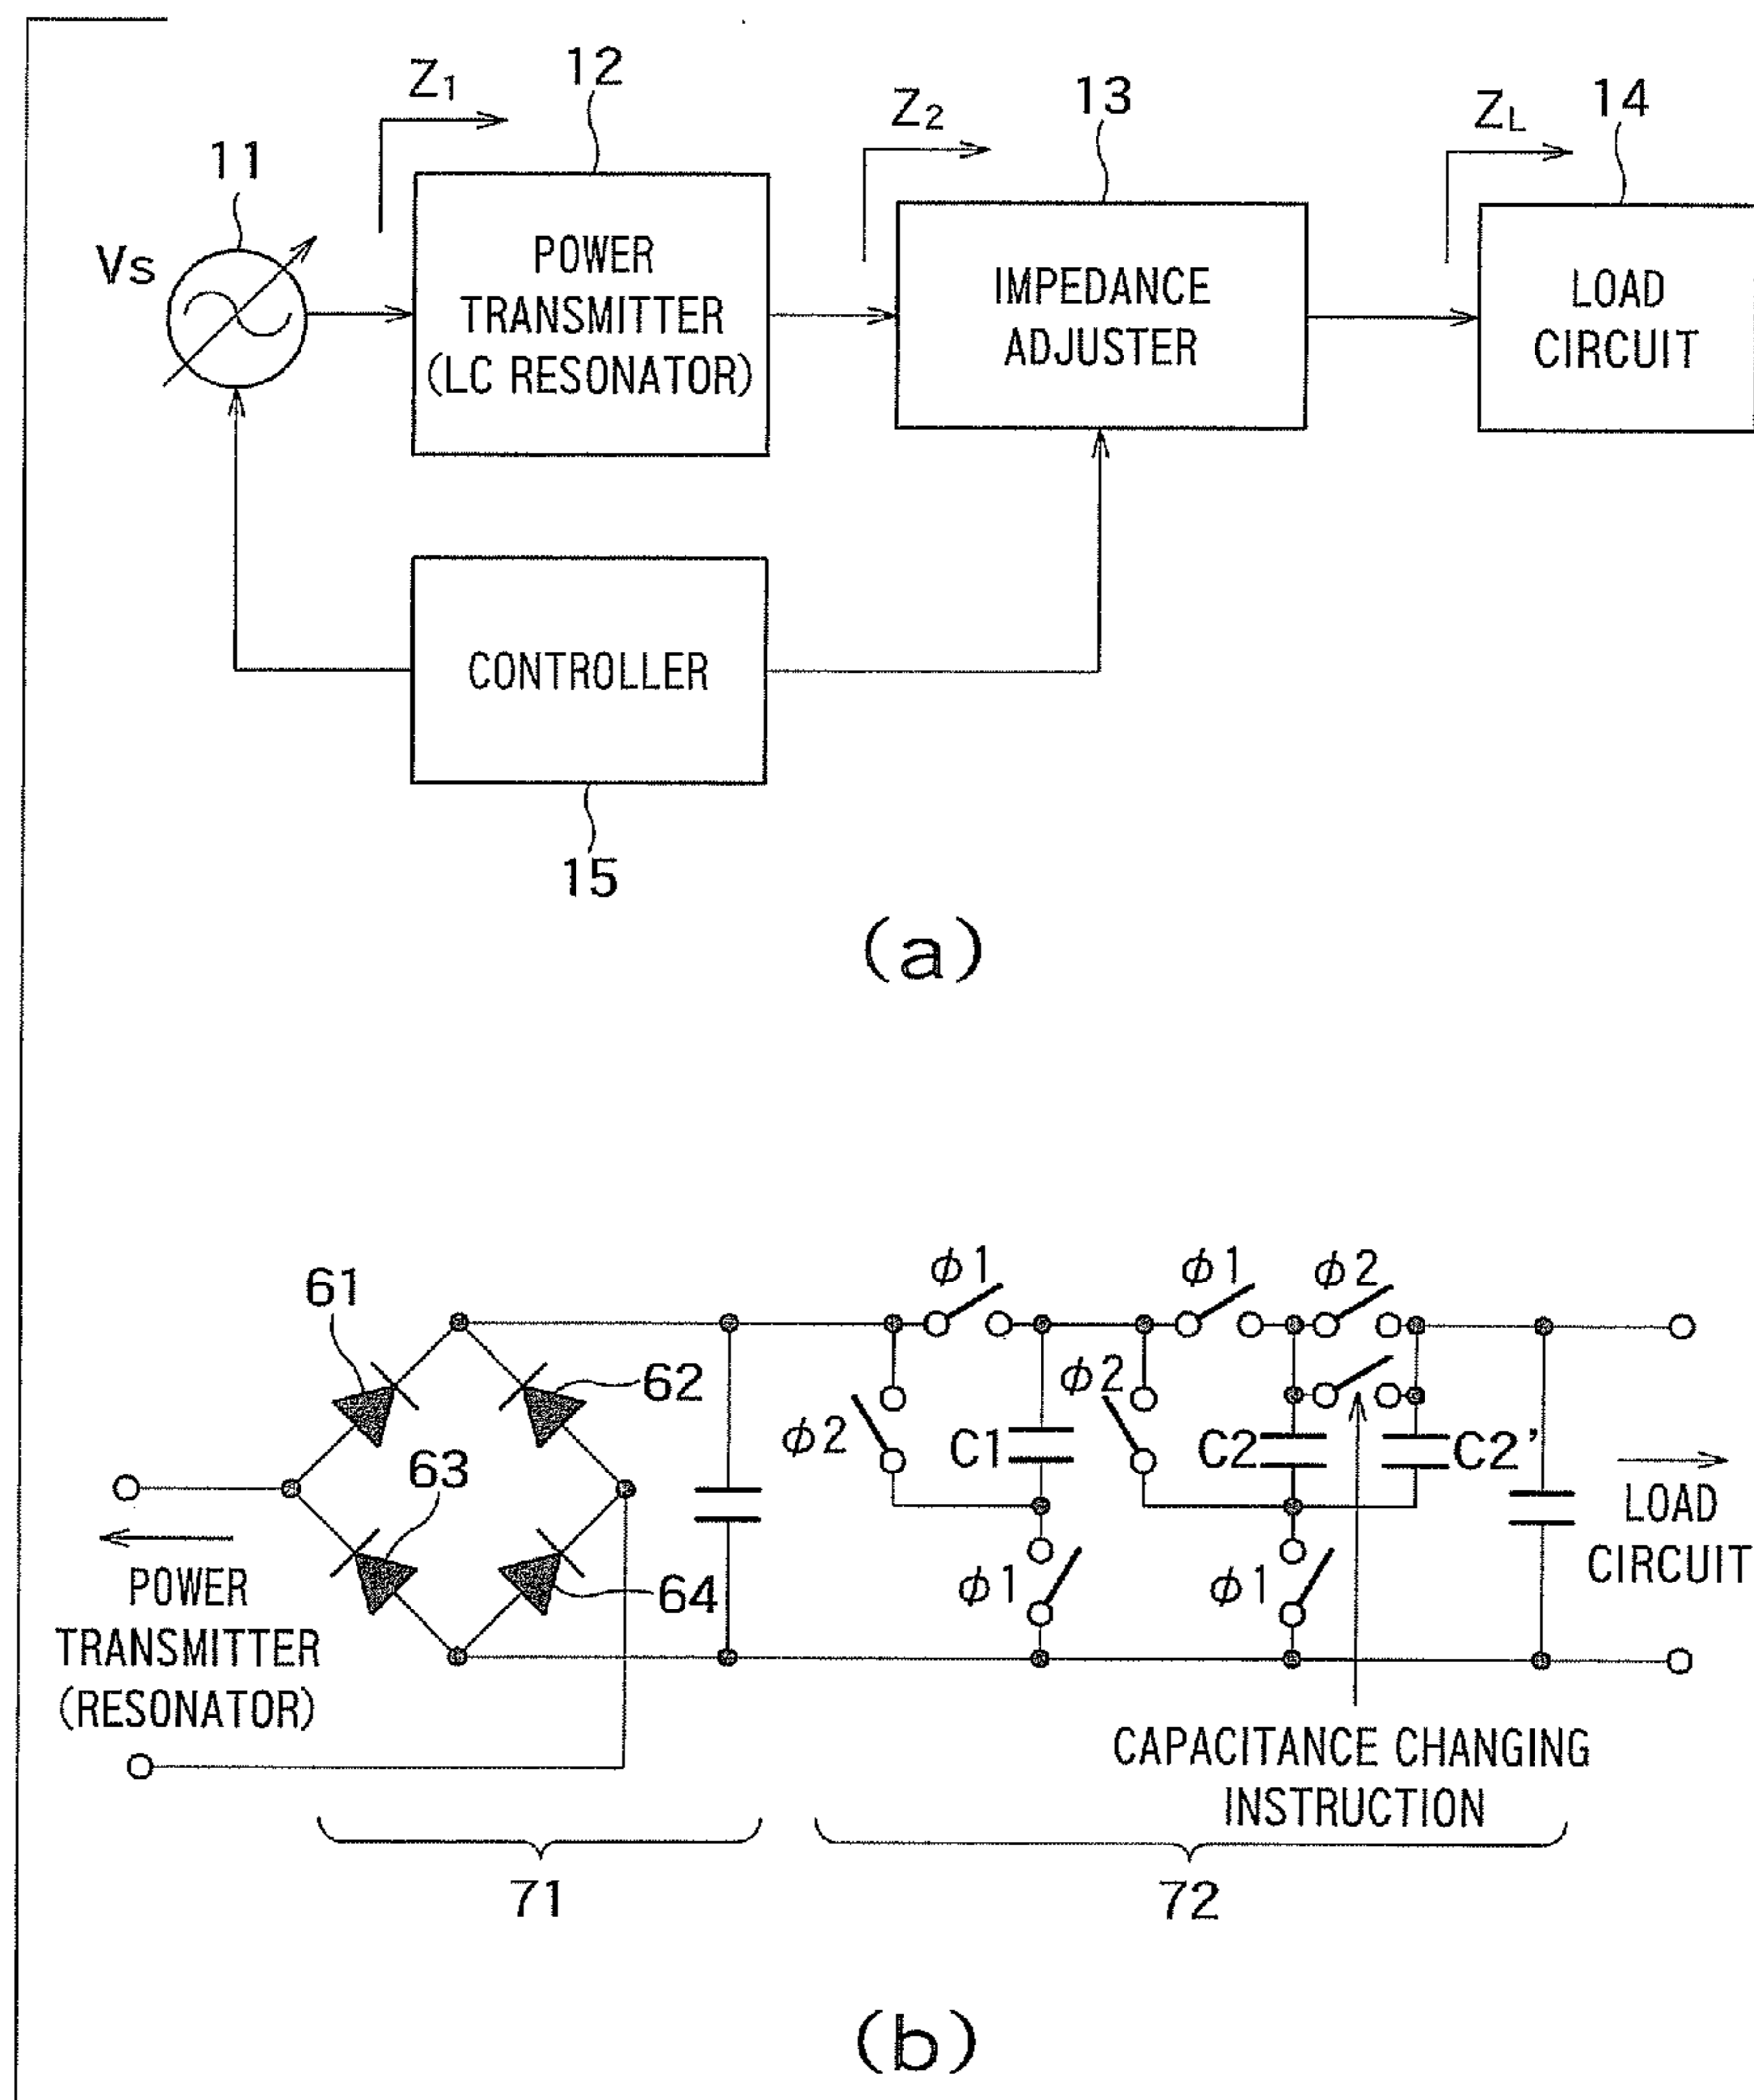 Z1
12
Z2
13
ZL
14
11
Vs
POWER
TRANSMITTER
(LC RESONATOR)
IMPEDANCE
ADJUSTER
LOAD
CIRCUIT
CONTROLLER
15
(a)
ϕ1
ϕ1
ϕ2
61
62
ϕ2
ϕ2
C1
C2
C2'
63
64
ϕ1
ϕ1
LOAD
CIRCUIT
POWER
TRANSMITTER
(RESONATOR)
CAPACITANCE CHANGING
INSTRUCTION
71
72
(b)